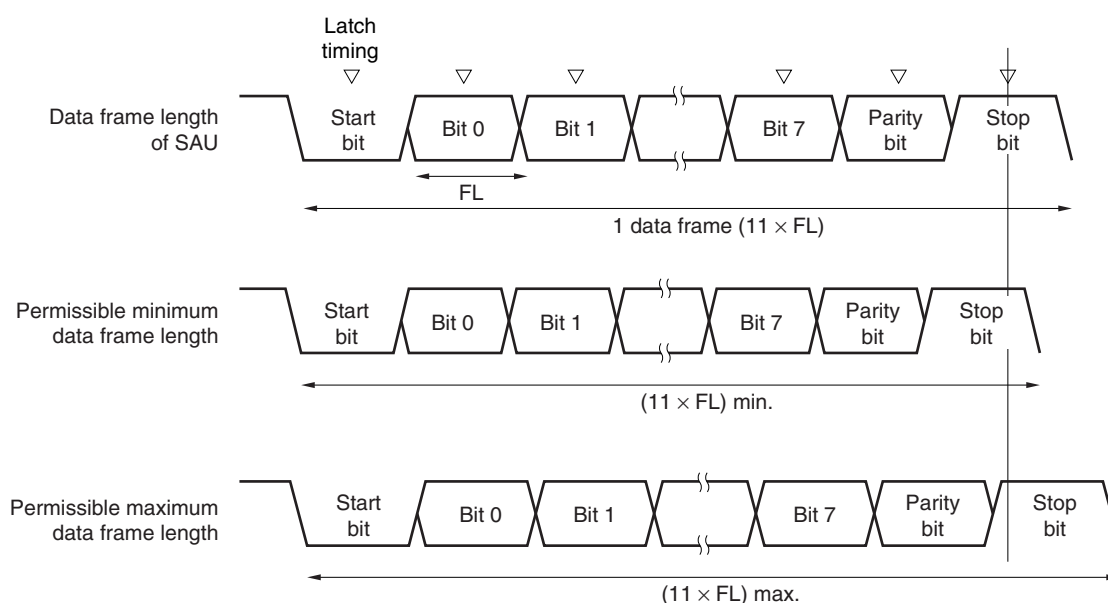 Latch
timing
Data frame length
of SAU
Start
bit
Bit 0
Bit 1
Bit 7
Parity
bit
Stop
bit
FL
1 data frame (11 × FL)
Permissible minimum
data frame length
Start
bit
Bit 0
Bit 1
Bit 7
Parity
bit
Stop
bit
(11 × FL) min.
Permissible maximum
data frame length
Start
bit
Bit 0
Bit 1
Bit 7
Parity
bit
Stop
bit
(11 × FL) max.